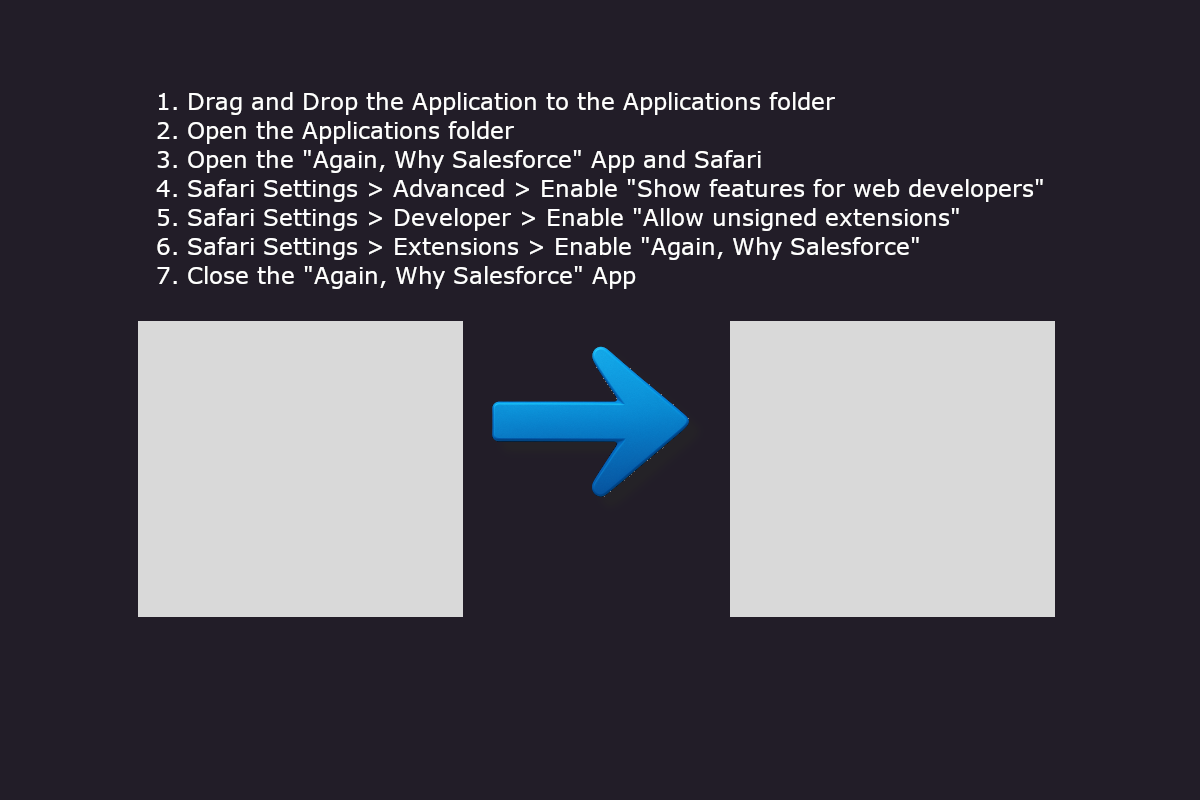 1. Drag and Drop the Application to the Applications folder
2. Open the Applications folder
3. Open the "Again, Why Salesforce" App and Safari
4. Safari Settings > Advanced > Enable "Show features for web developers"
5. Safari Settings > Developer > Enable "Allow unsigned extensions"
6. Safari Settings > Extensions > Enable "Again, Why Salesforce"
7. Close the "Again, Why Salesforce" App